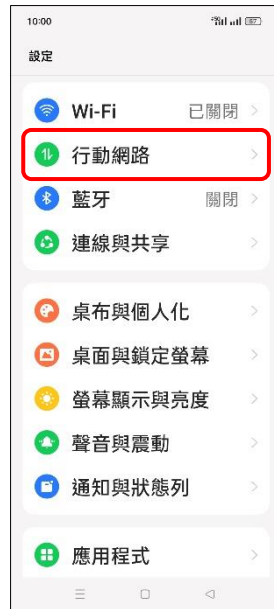 10:00
設定
Wi-Fi 已關閉
行動網路
藍牙 關閉
連線與共享
桌布與個人化
桌面與鎖定螢幕
螢幕顯示與亮度
聲音與震動
通知與狀態列
應用程式